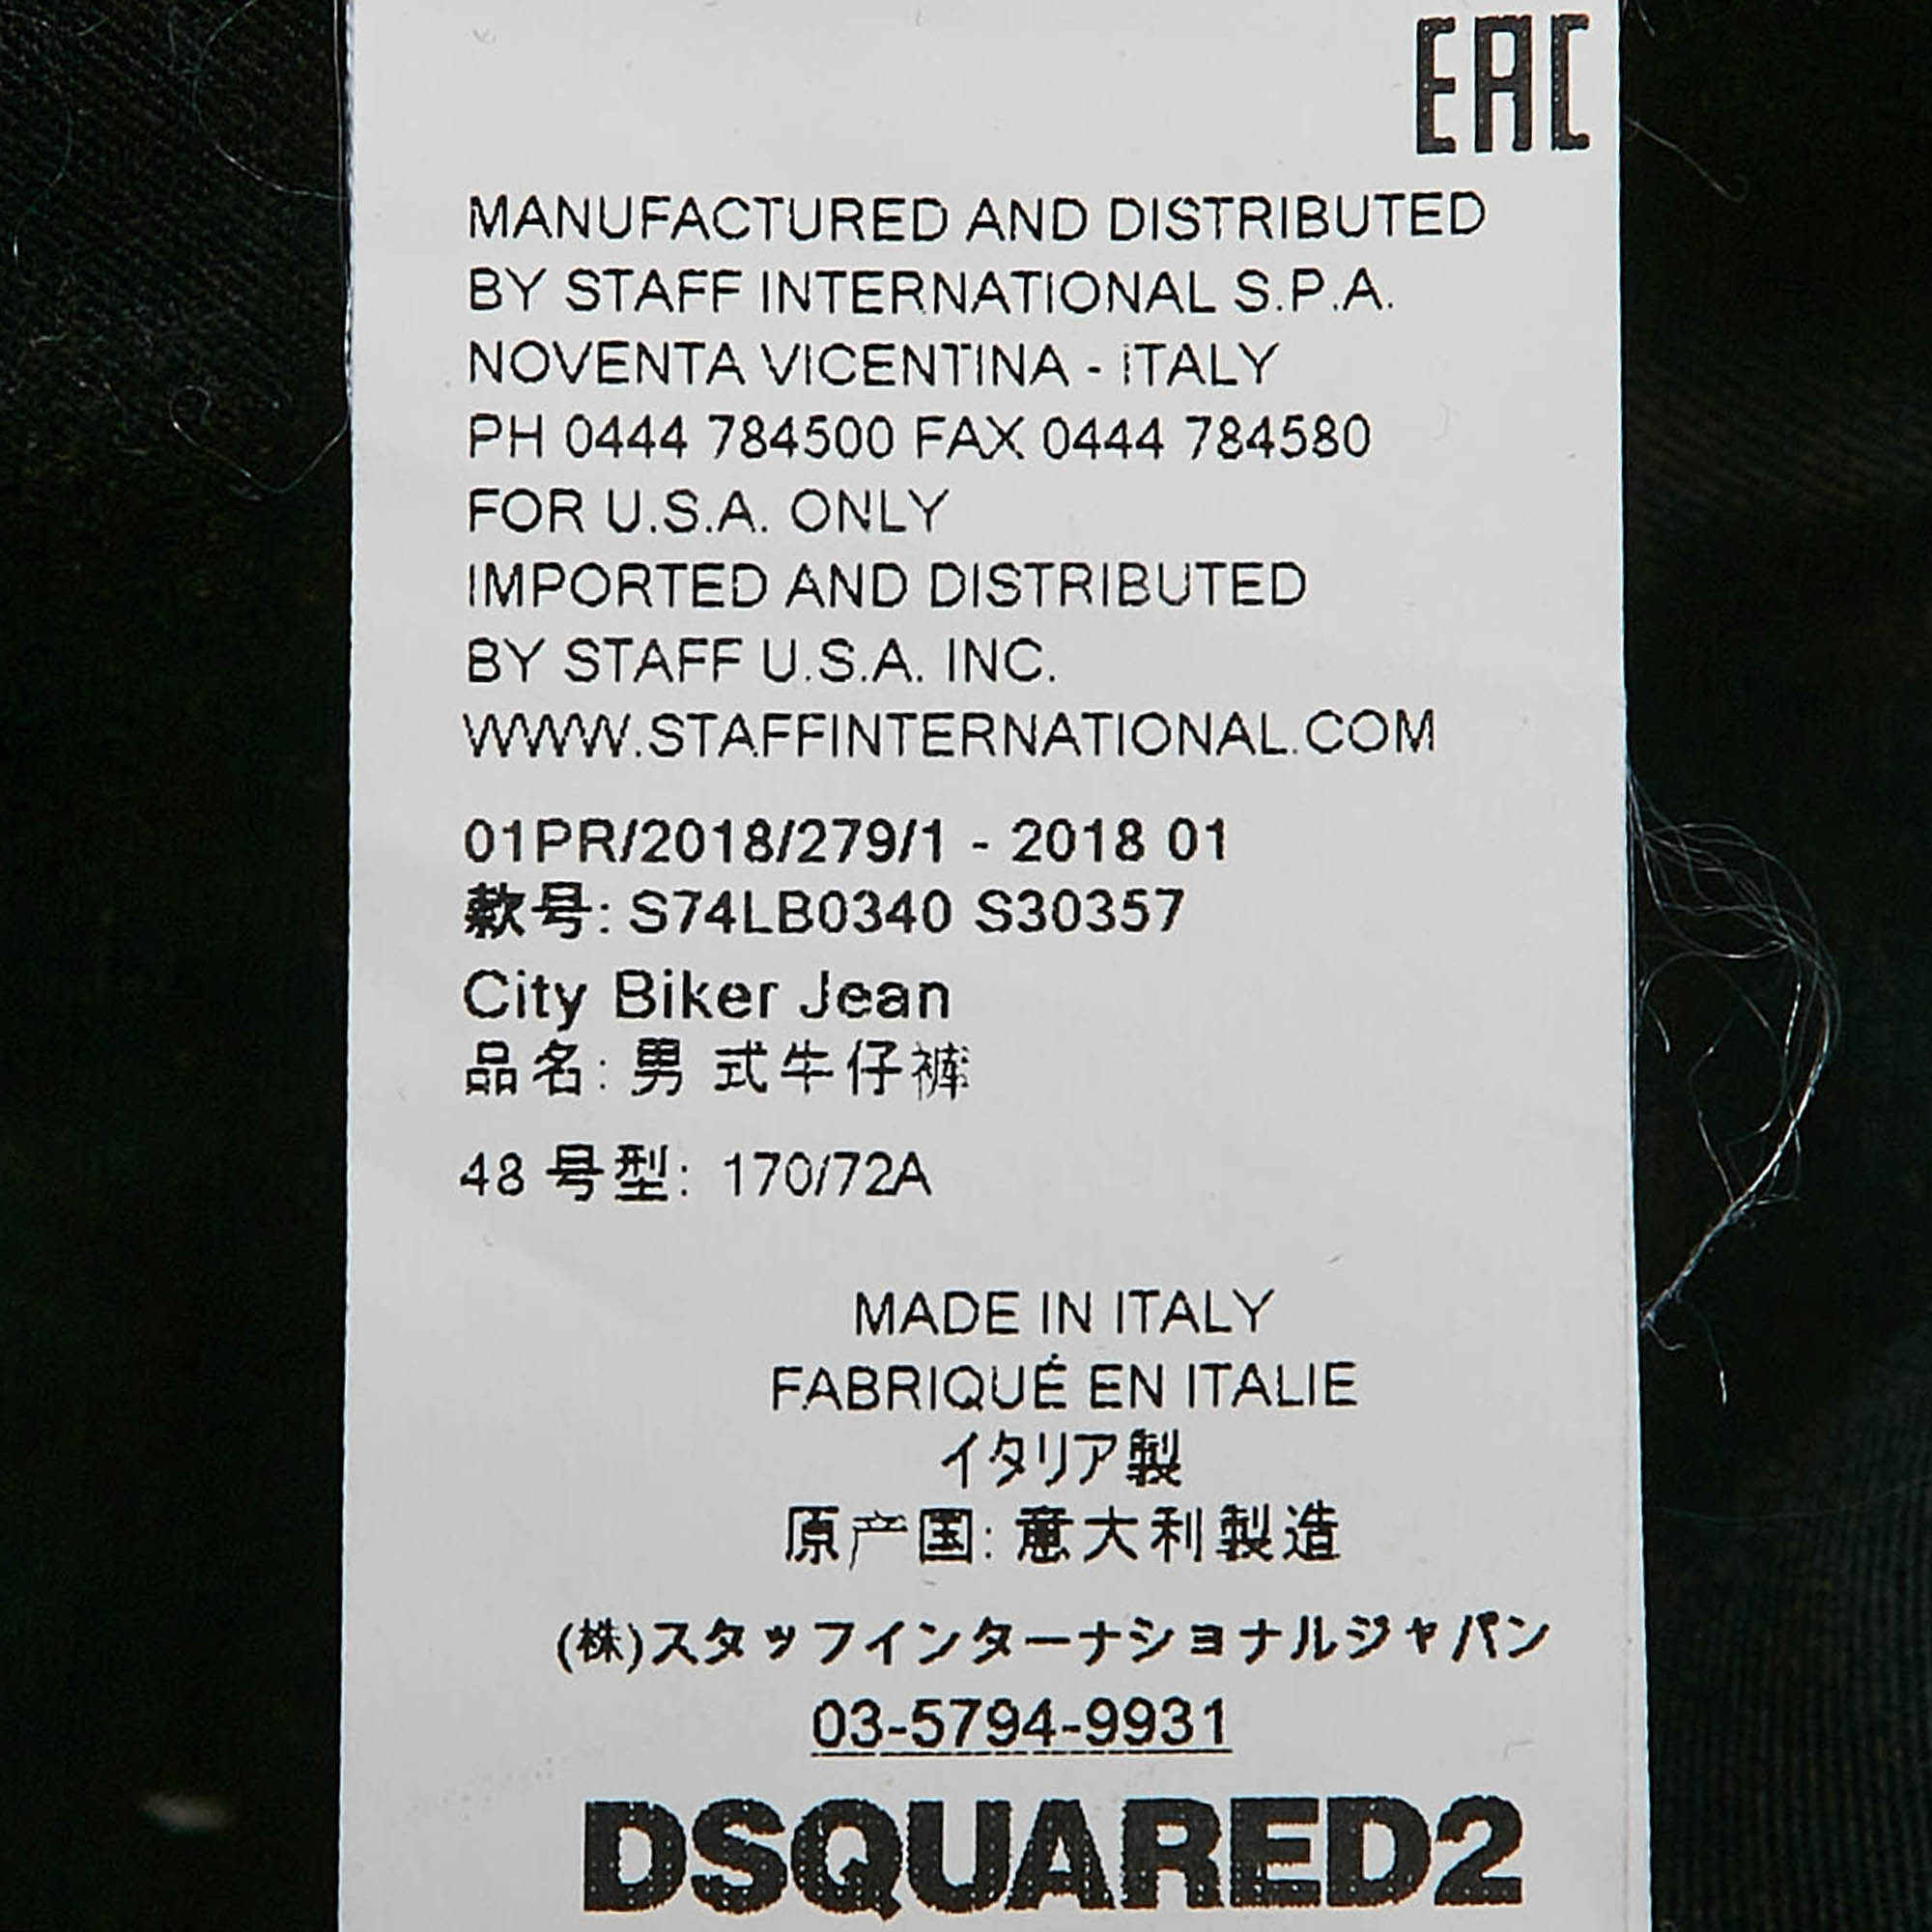 EAC
MANUFACTURED AND DISTRIBUTED
BY STAFF INTERNATIONAL S.P.A.
NOVENTA VICENTINA - ITALY
PH 0444 784500 FAX 0444 784580
FOR U.S.A. ONLY
IMPORTED AND DISTRIBUTED
BY STAFF U.S.A. INC.
WWW.STAFFINTERNATIONAL.COM
01PR/2018/279/1 - 2018 01
款号: S74LB0340 S30357
City Biker Jean
品名: 男 式牛仔裤
48 号型: 170/72A
MADE IN ITALY
FABRIQUÉ EN ITALIE
イタリア製
原产国: 意大利製造
(株)スタッフインターナショナルジャパン
03-5794-9931
DSQUARED2